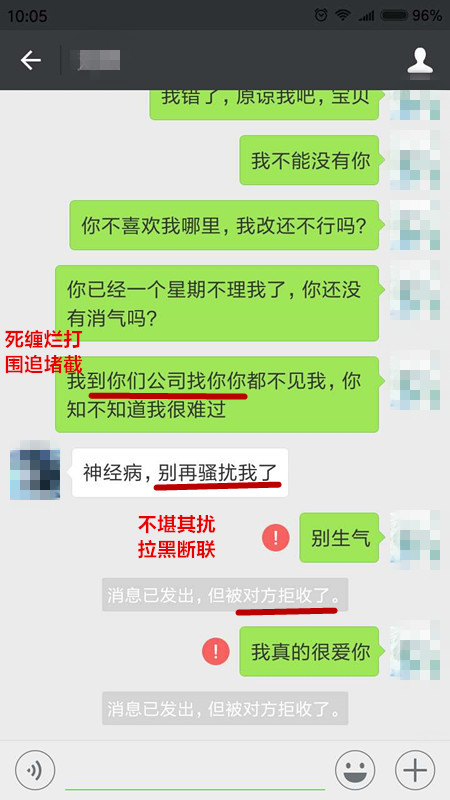 10:05
96%
我错了，原谅我吧，宝贝
我不能没有你
你不喜欢我哪里，我改还不行吗？
你已经一个星期不理我了，你还没
有消气吗？
死缠烂打
围追堵截
我到你们公司找你你都不见我，你
知不知道我很难过
神经病，别再骚扰我了
不堪其扰
拉黑断联
别生气
消息已发出，但被对方拒收了。
我真的很爱你
消息已发出，但被对方拒收了。